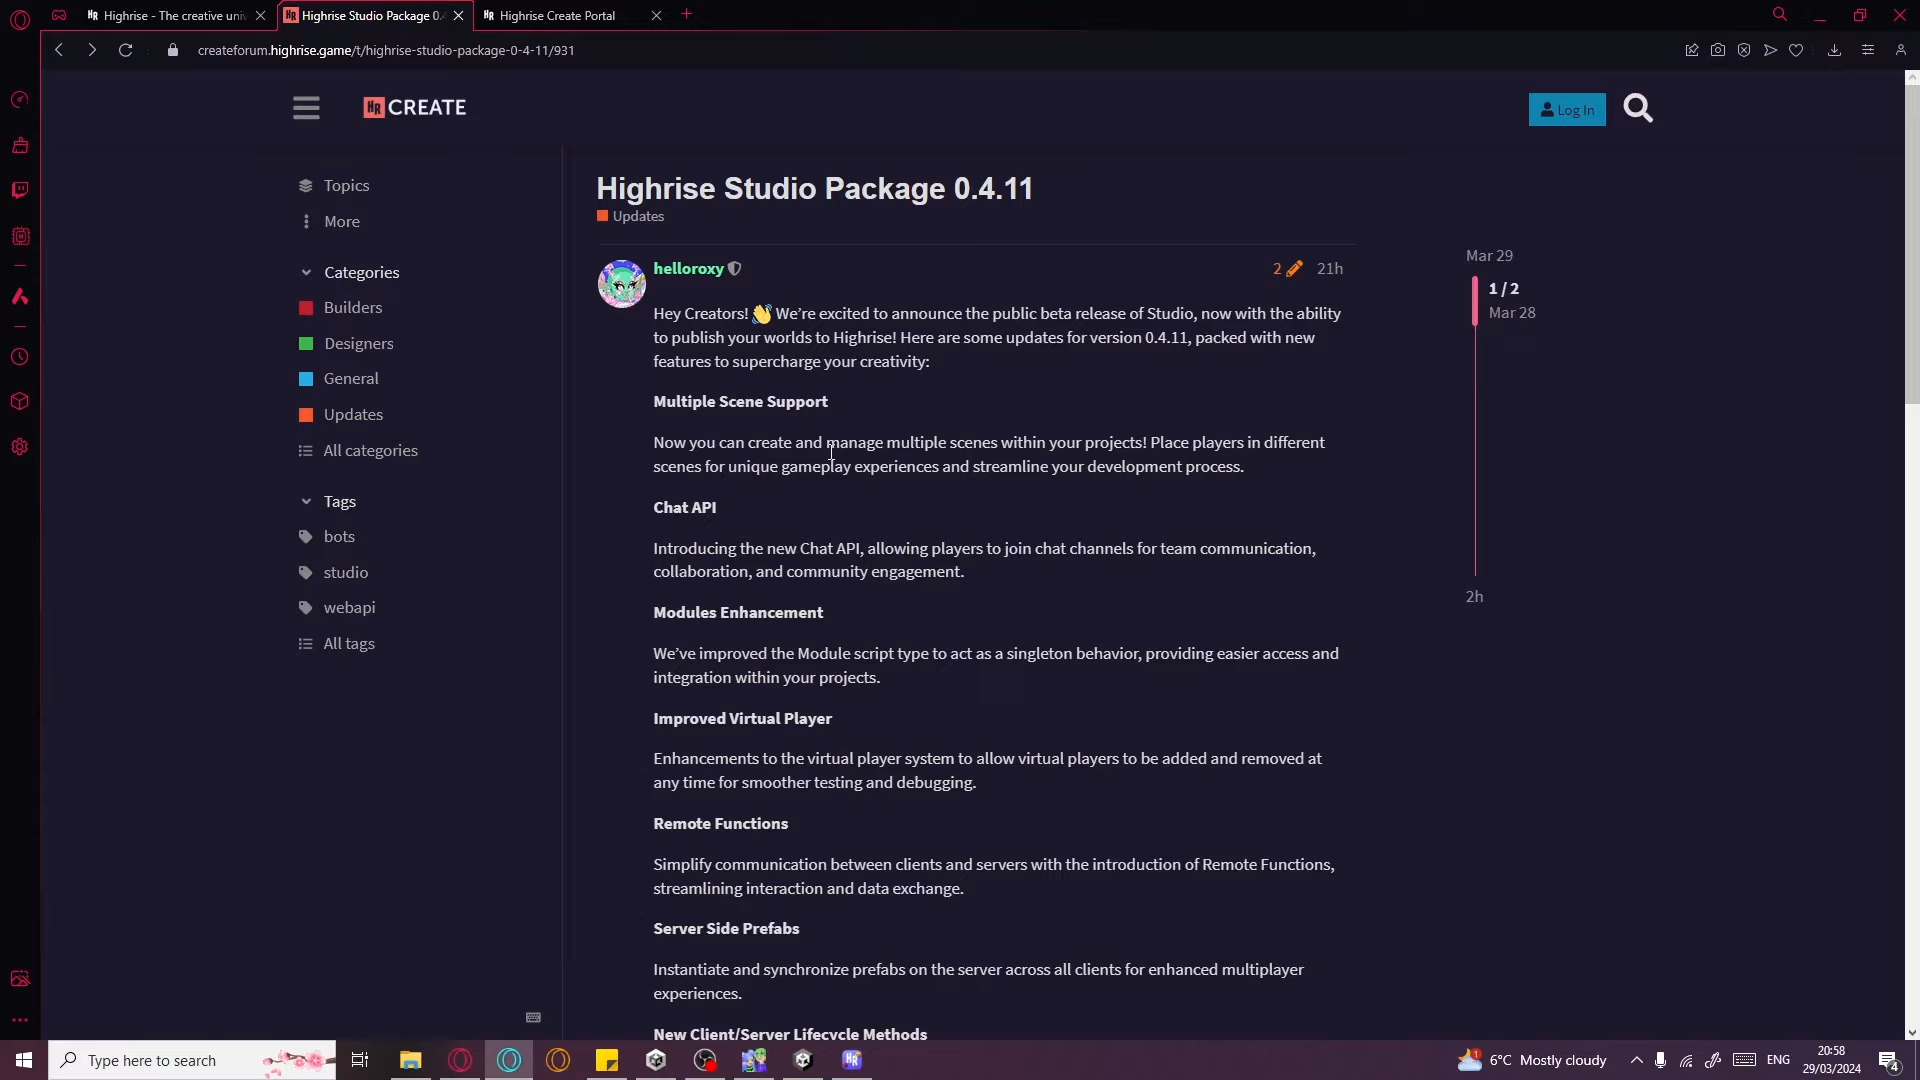 Highrise - The creative univ
Highrise Studio Package 0.4
Highrise Create Portal
createforum.highrise.game/t/highrise-studio-package-0-4-11/931
HR CREATE
Log In
Topics
More
Categories
Builders
Designers
General
Updates
All categories
Tags
bots
studio
webapi
All tags
Highrise Studio Package 0.4.11
Updates
helloroxy
2
21h
Hey Creators! 👋 We’re excited to announce the public beta release of Studio, now with the ability
to publish your worlds to Highrise! Here are some updates for version 0.4.11, packed with new
features to supercharge your creativity:
Multiple Scene Support
Now you can create and manage multiple scenes within your projects! Place players in different
scenes for unique gameplay experiences and streamline your development process.
Chat API
Introducing the new Chat API, allowing players to join chat channels for team communication,
collaboration, and community engagement.
Modules Enhancement
We’ve improved the Module script type to act as a singleton behavior, providing easier access and
integration within your projects.
Improved Virtual Player
Enhancements to the virtual player system to allow virtual players to be added and removed at
any time for smoother testing and debugging.
Remote Functions
Simplify communication between clients and servers with the introduction of Remote Functions,
streamlining interaction and data exchange.
Server Side Prefabs
Instantiate and synchronize prefabs on the server across all clients for enhanced multiplayer
experiences.
New Client/Server Lifecycle Methods
Mar 29
1 / 2
Mar 28
2h
Type here to search
6°C Mostly cloudy
ENG
20:58
29/03/2024
4